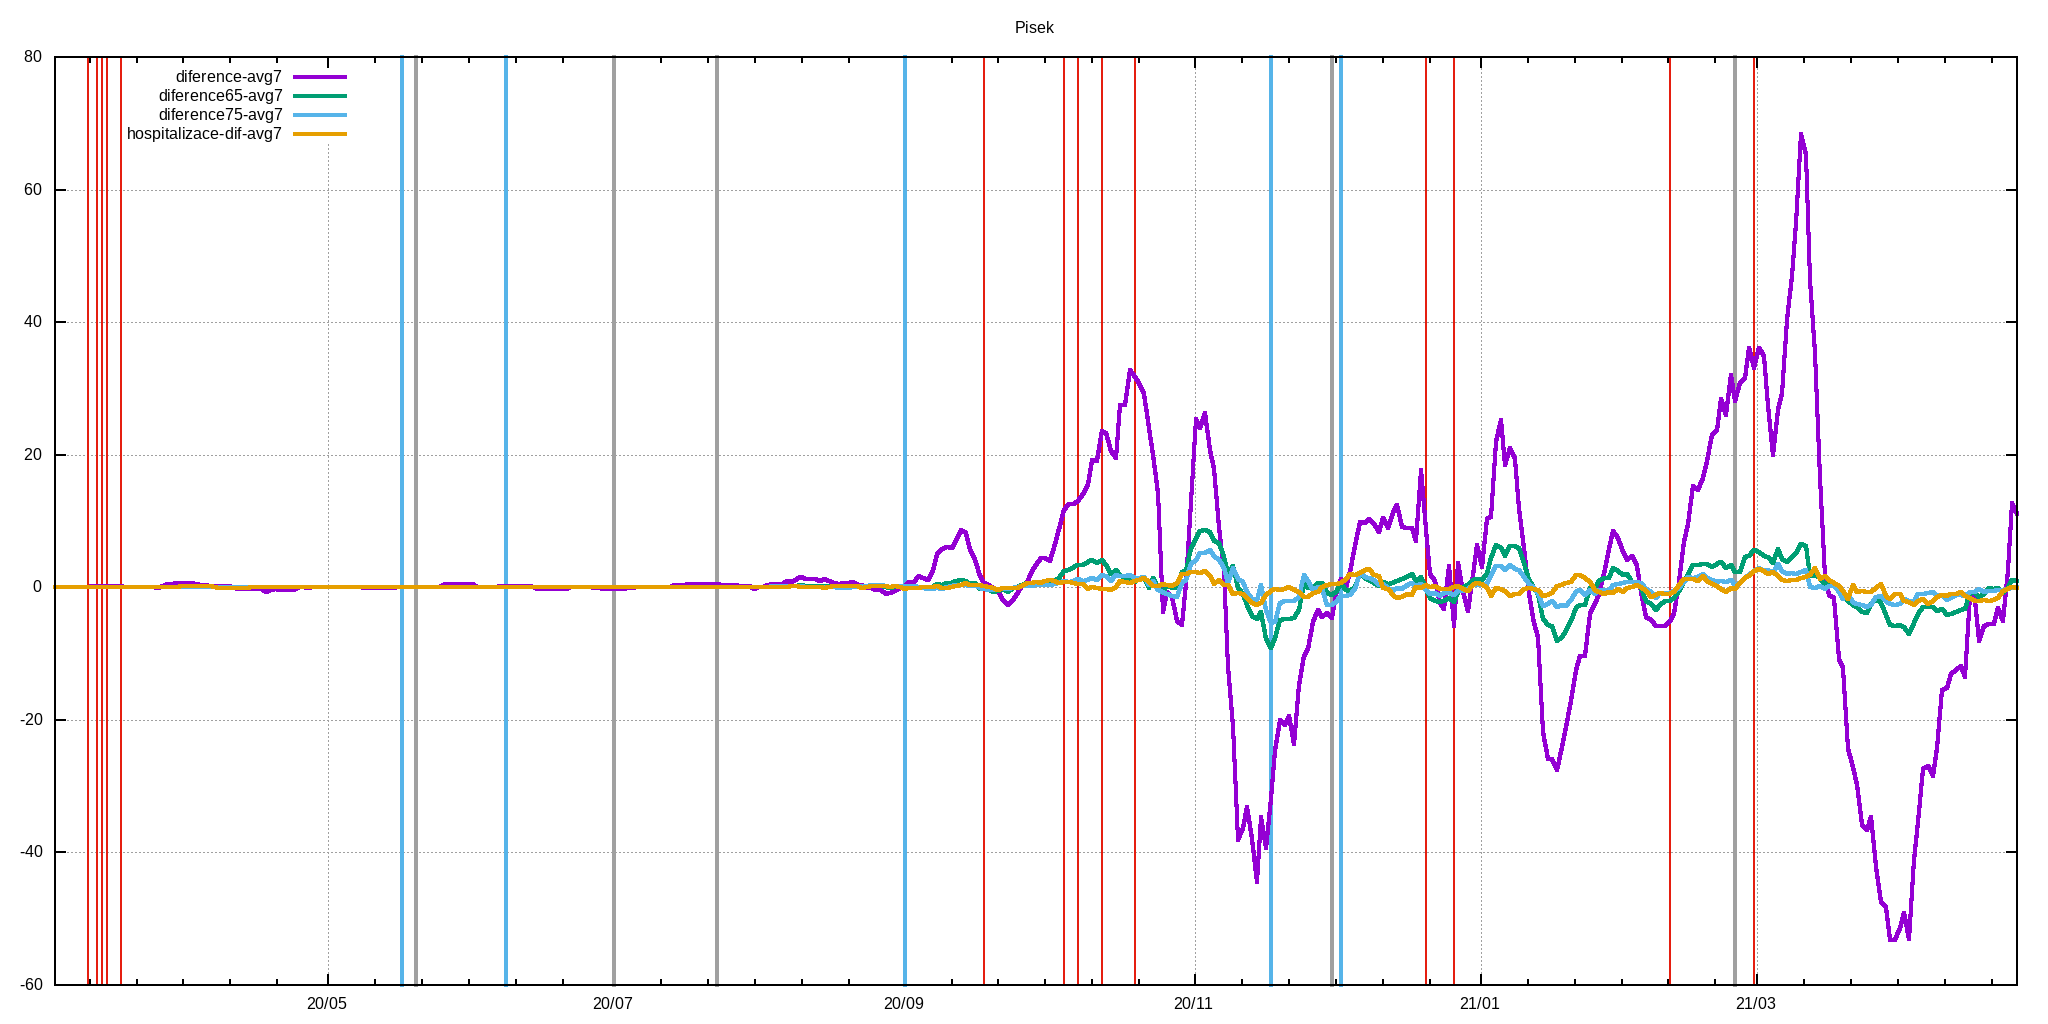 Pisek
80
60
40
20
0
-20
-40
-60
diference-avg7
diference65-avg7
diference75-avg7
hospitalizace-dif-avg7
20/05
20/07
20/09
20/11
21/01
21/03